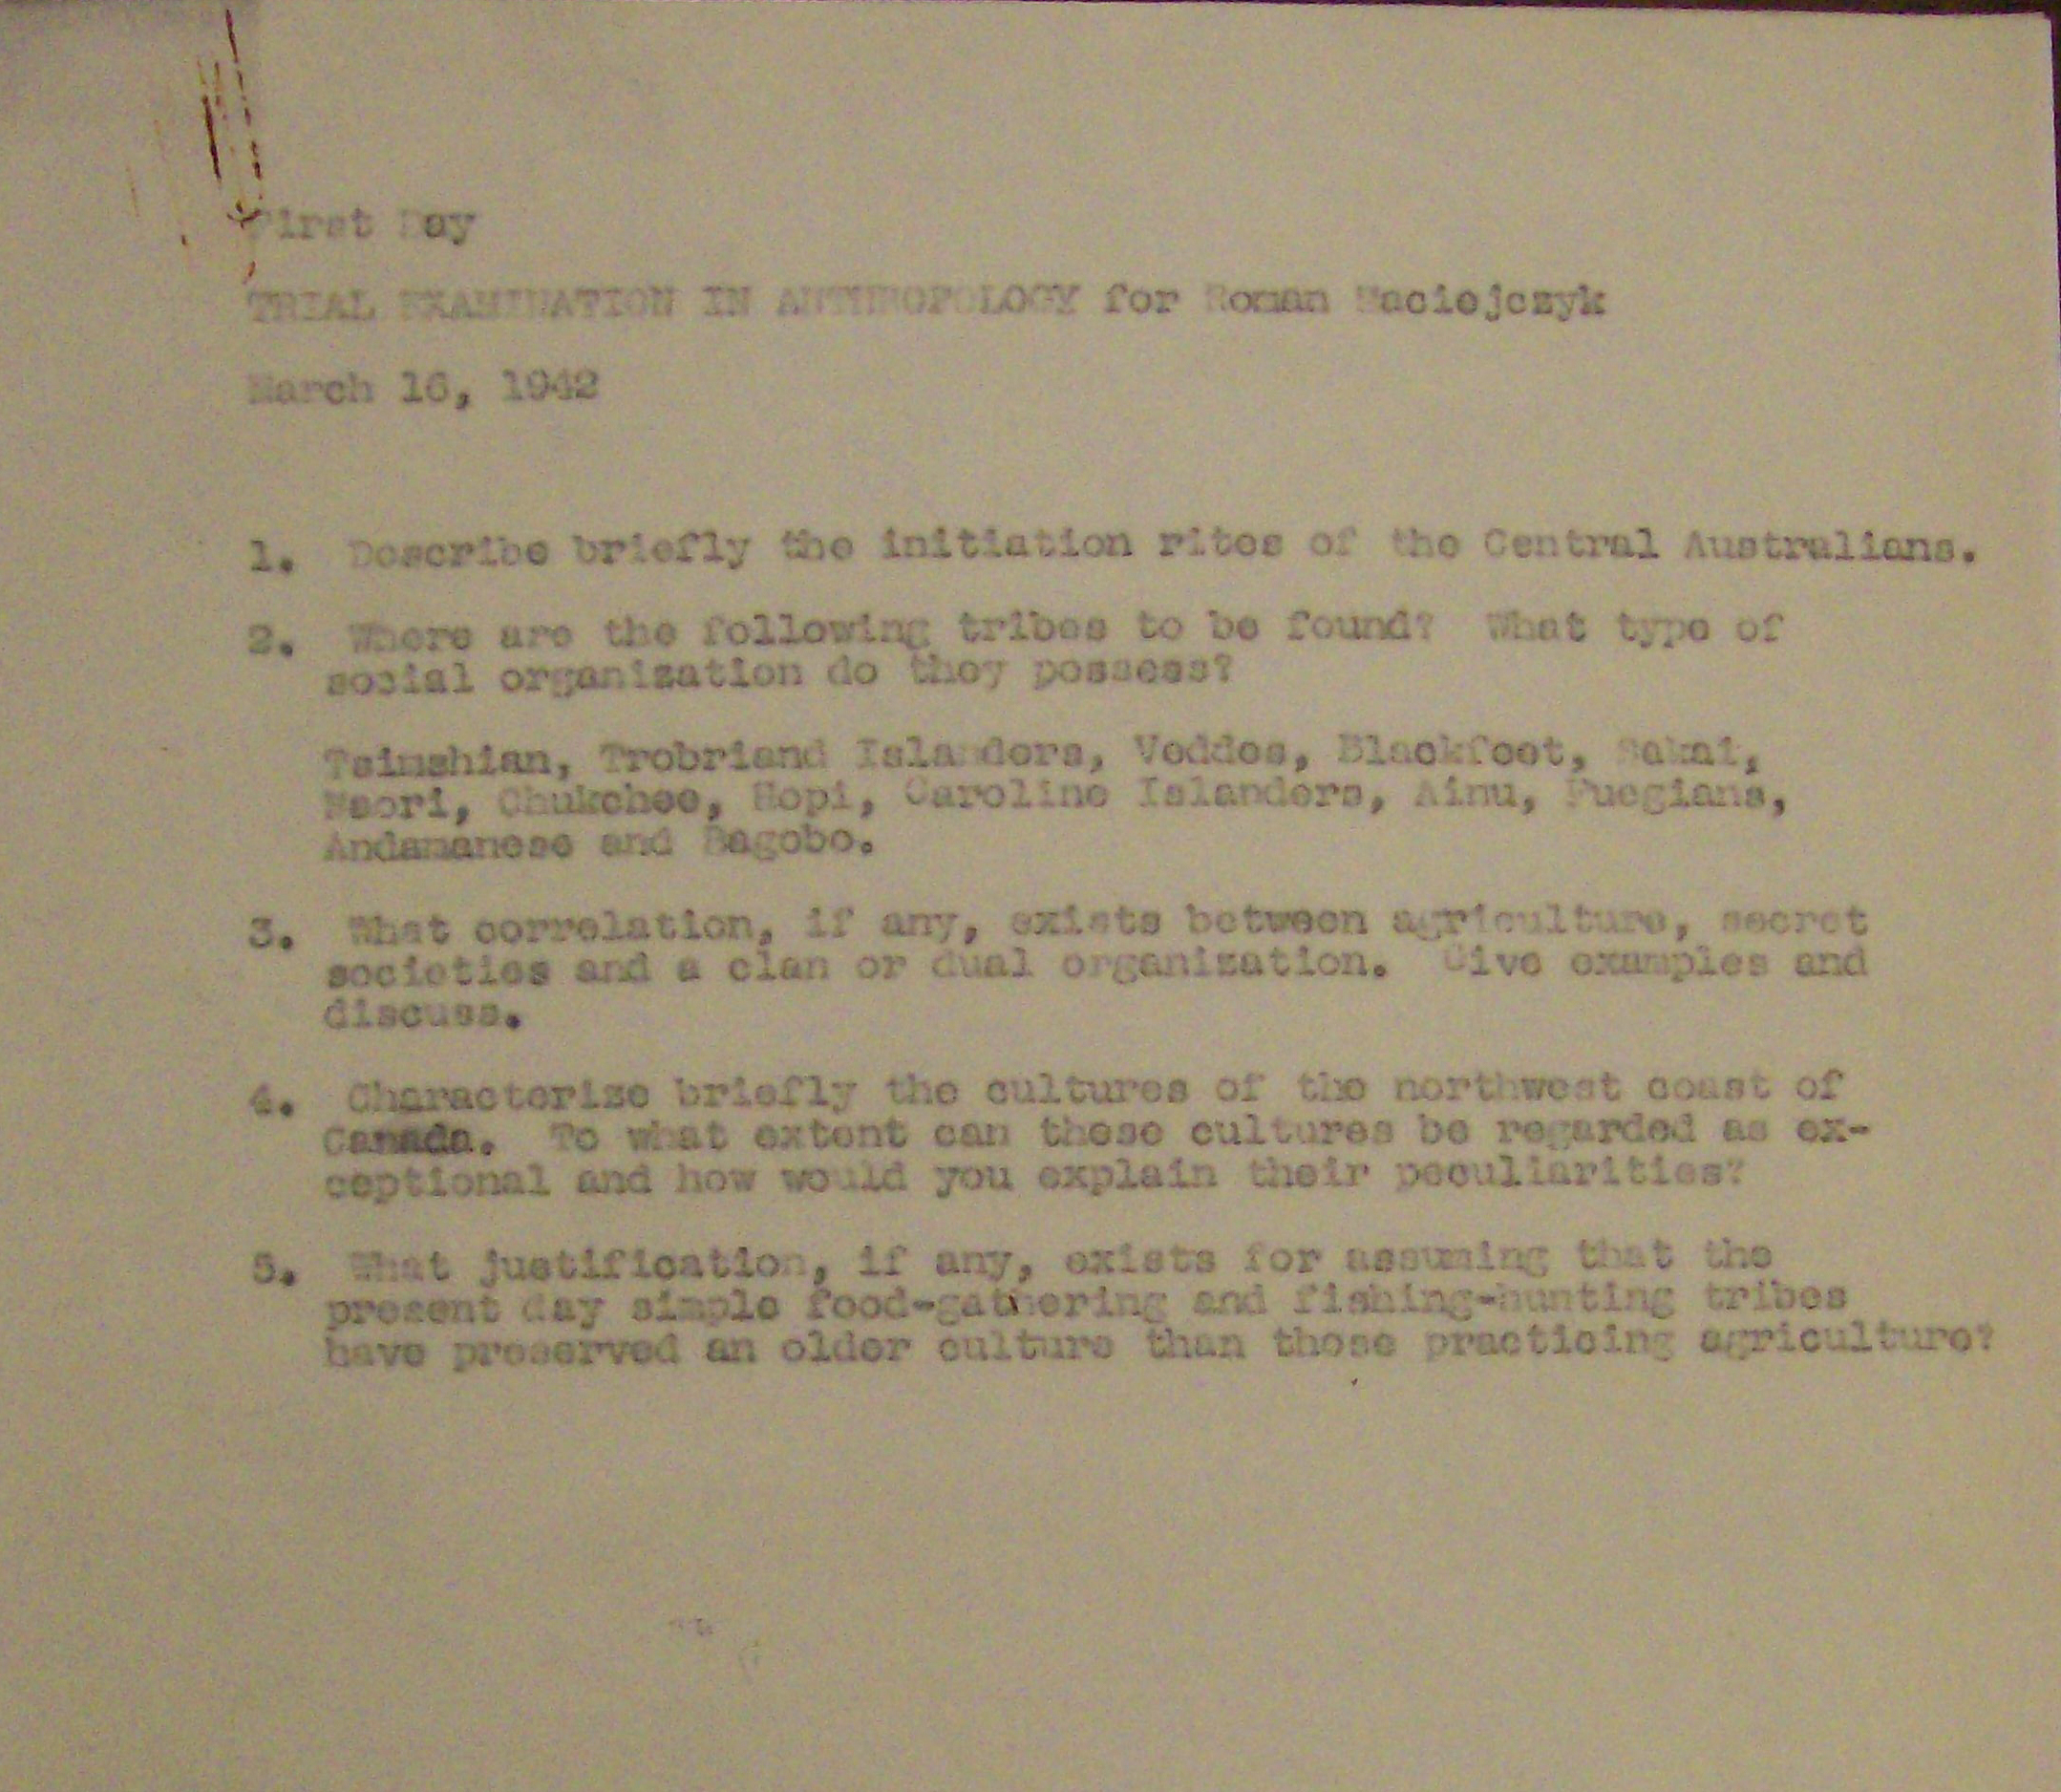 First Day
TRIAL EXAMINATION IN ANTHROPOLOGY for Roman Maciejczyk
March 16, 1942
1. Describe briefly the initiation rites of the Central Australians.
2. Where are the following tribes to be found? What type of
social organization do they possess?
Tsimshian, Trobriand Islanders, Veddas, Blackfoot, Sakai,
Maori, Chukchee, Hopi, Caroline Islanders, Ainu, Fuegians,
Andamanese and Bagobo.
3. What correlation, if any, exists between agriculture, secret
societies and a clan or dual organization. Give examples and
discuss.
4. Characterize briefly the cultures of the northwest coast of
Canada. To what extent can these cultures be regarded as ex-
ceptional and how would you explain their peculiarities?
5. What justification, if any, exists for assuming that the
present day simple food-gathering and fishing-hunting tribes
have preserved an older culture than those practicing agriculture?